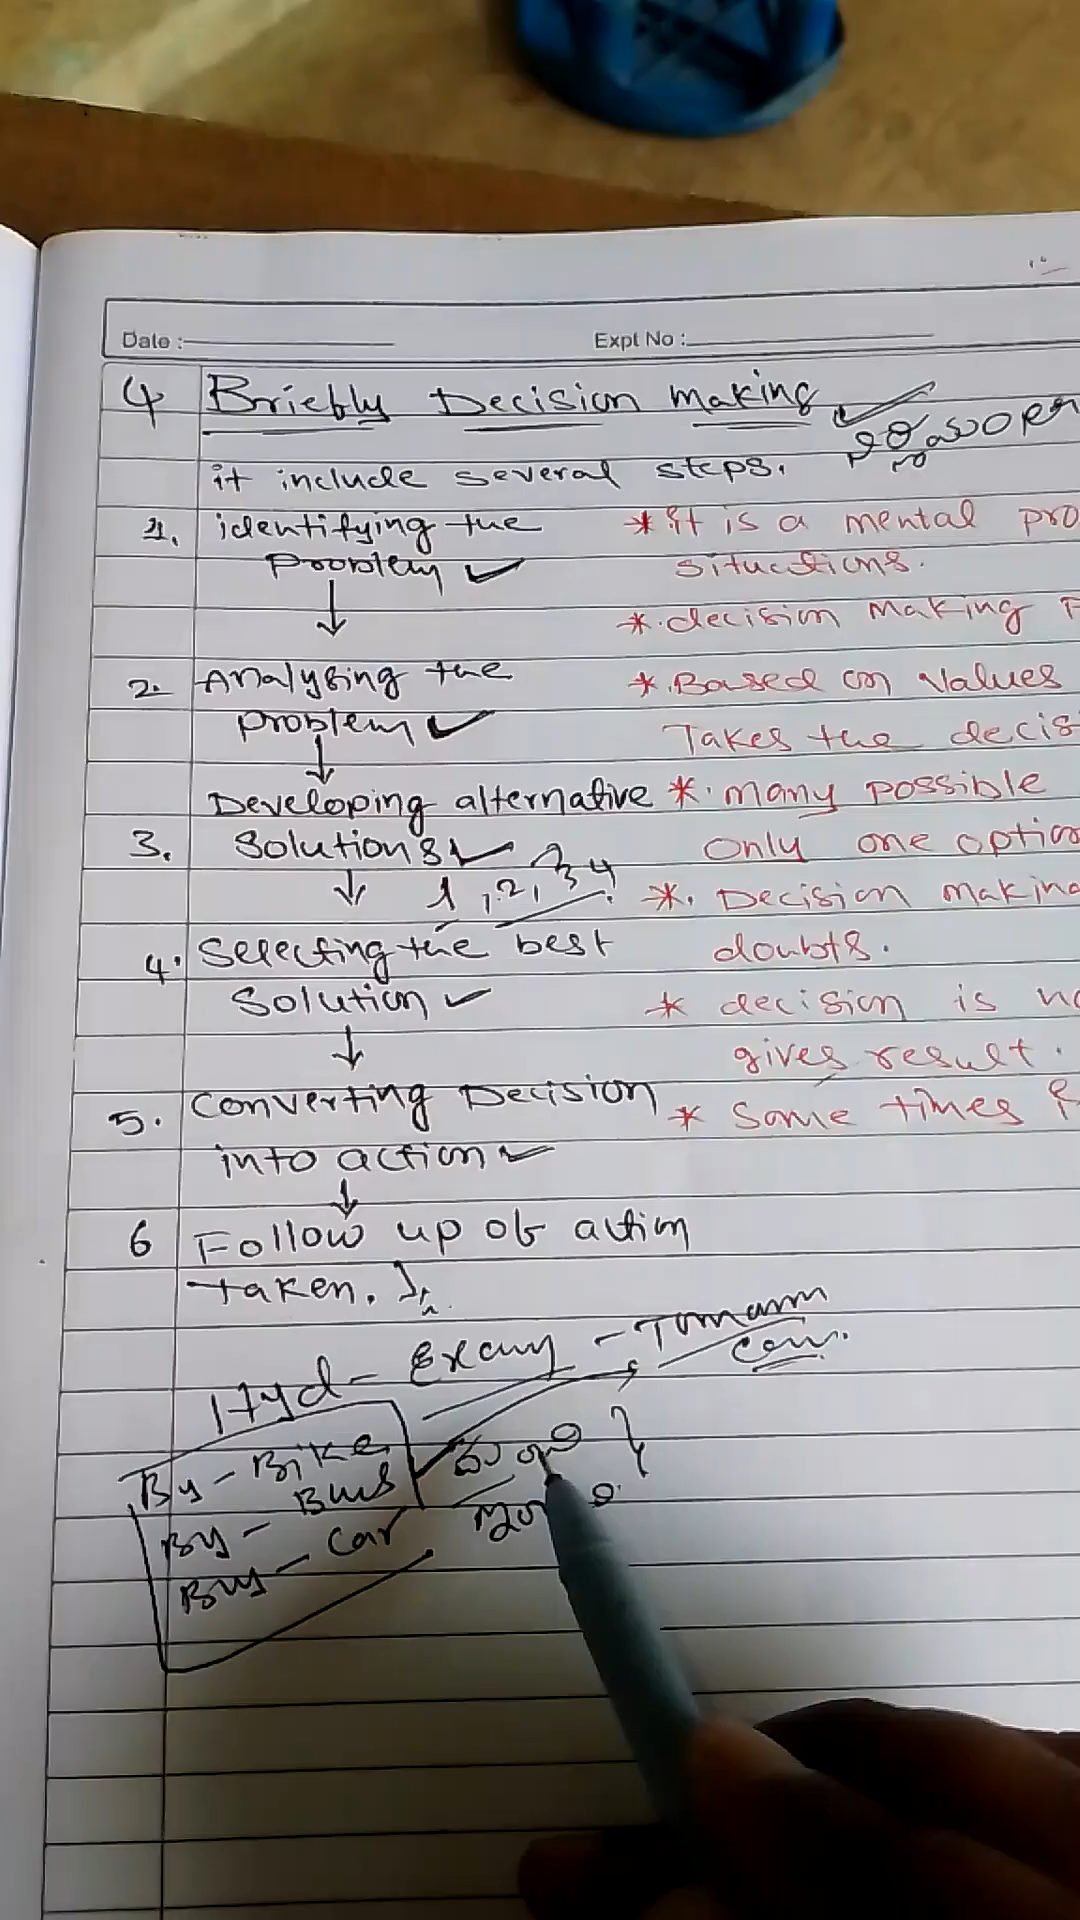 Date :
Expt No :
4 Briefly Decision making
it include several steps.
1. identifying the
Problem
* it is a mental pro
situations.
* decision making
2. Analysing the
problem
* Based on values
Takes the decis
3. Developing alternative
Solutions
1, 2, 3 4
* many possible
Only one option
* Decision making
doubts.
4. Selecting the best
Solution
* decision is no
gives result.
5. Converting Decision
into action
* Some times
6 Follow up of action
taken.
Hyd - Exam - Tomarrn
Car.
By - Bike
By - Bus
By - Car